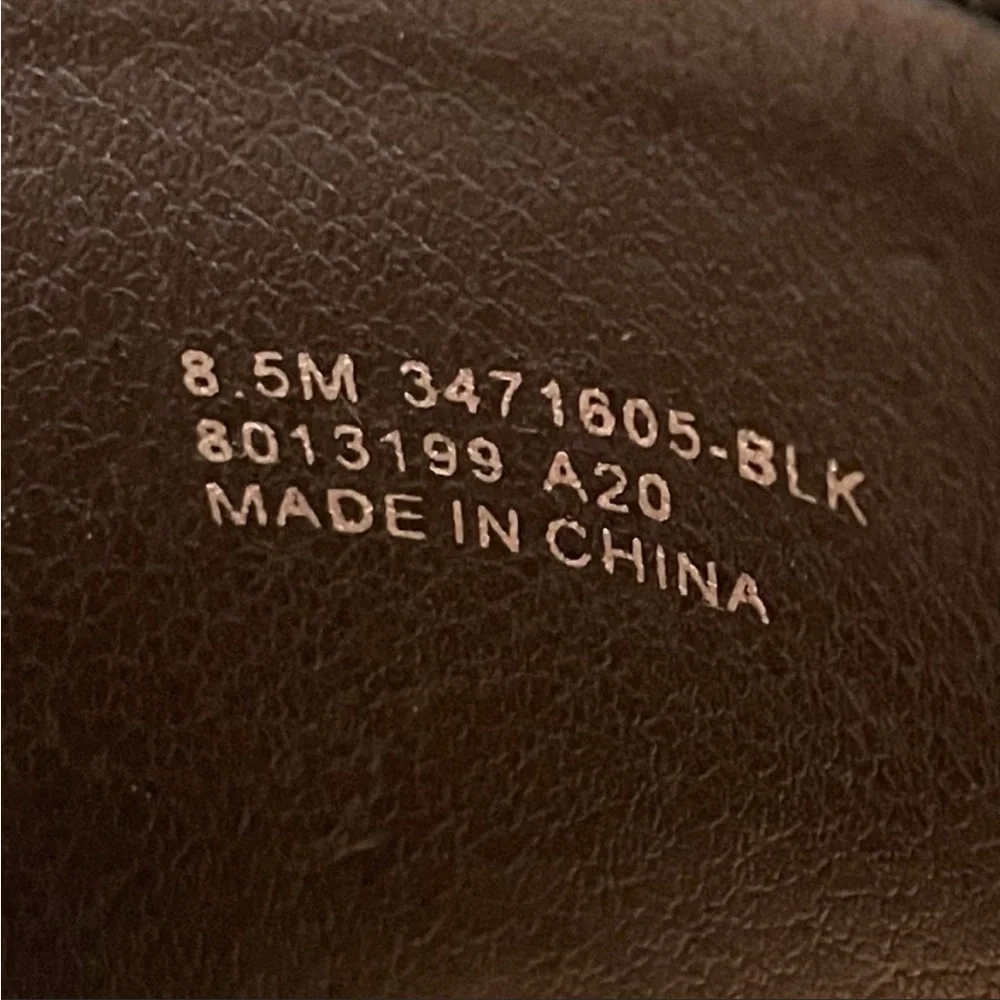 8.5M 3471605-BLK
8013199 A20
MADE IN CHINA